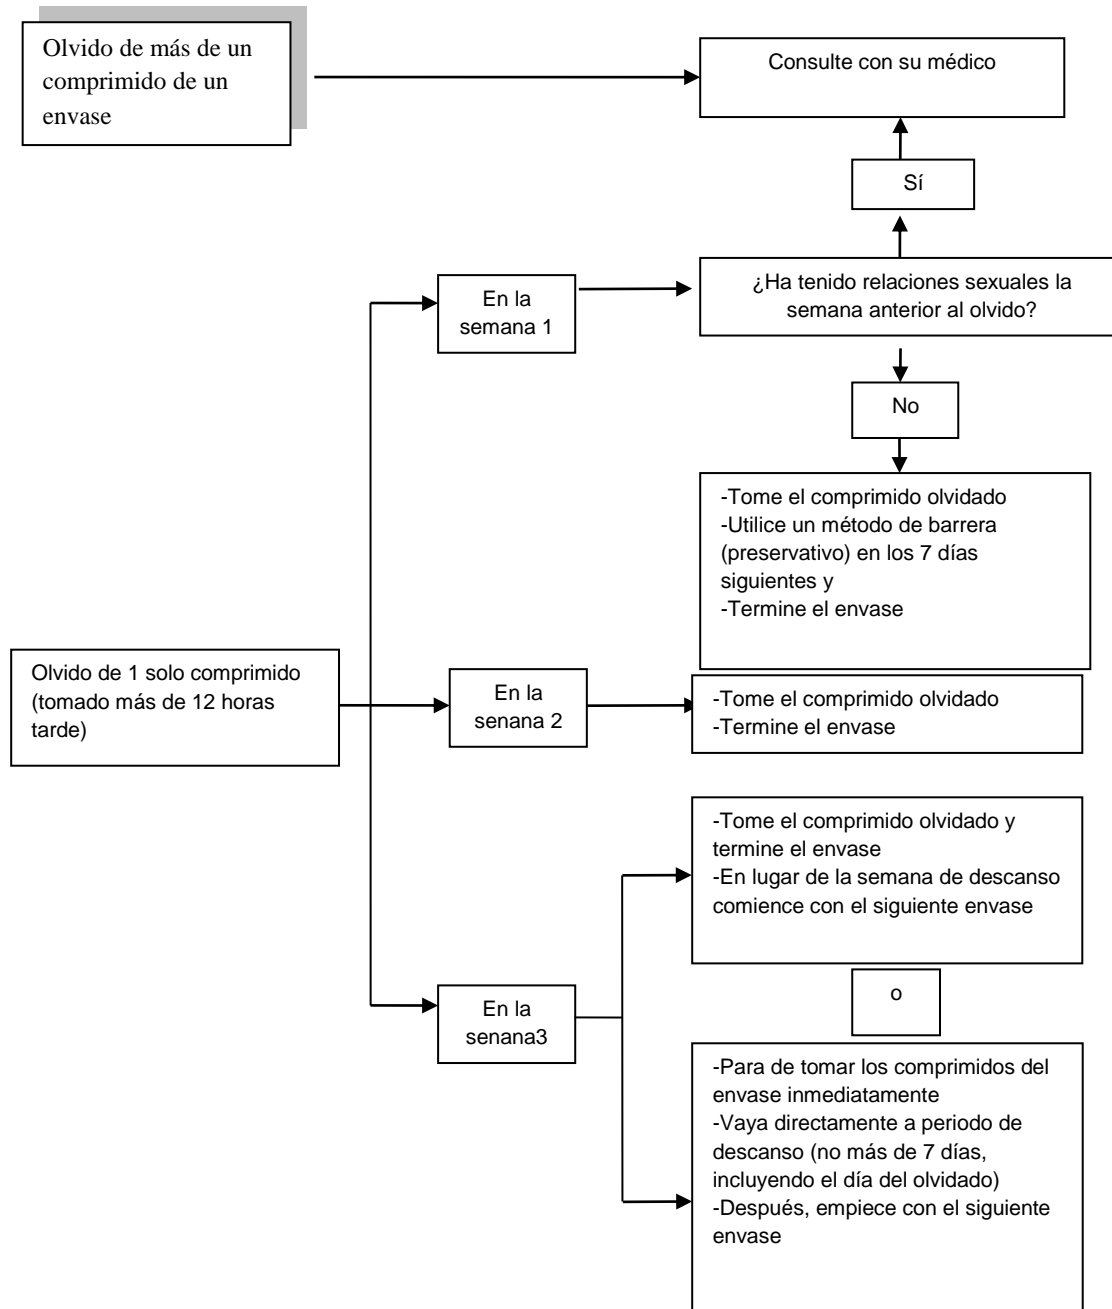 Olvido de más de un
comprimido de un
envase
Consulte con su médico
Sí
En la
semana 1
¿Ha tenido relaciones sexuales la
semana anterior al olvido?
No
-Tome el comprimido olvidado
-Utilice un método de barrera
(preservativo) en los 7 días
siguientes y
-Termine el envase
Olvido de 1 solo comprimido
(tomado más de 12 horas
tarde)
En la
senana 2
-Tome el comprimido olvidado
-Termine el envase
-Tome el comprimido olvidado y
termine el envase
-En lugar de la semana de descanso
comience con el siguiente envase
o
En la
senana3
-Para de tomar los comprimidos del
envase inmediatamente
-Vaya directamente a periodo de
descanso (no más de 7 días,
incluyendo el día del olvidado)
-Después, empiece con el siguiente
envase